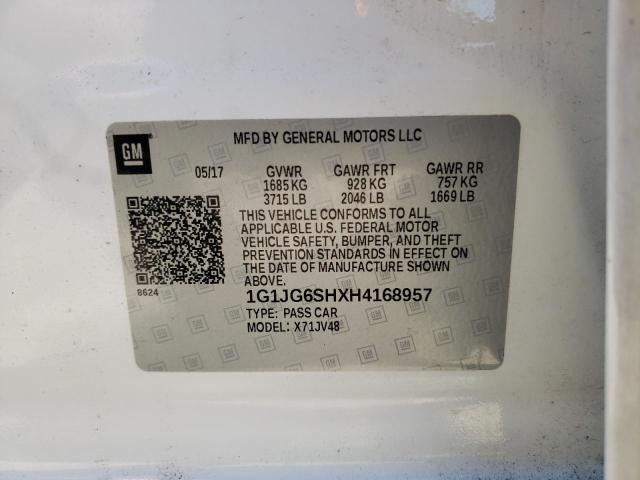 GM
MFD BY GENERAL MOTORS LLC
05/17 GVWR GAWR FRT GAWR RR
1685 KG 928 KG 757 KG
3715 LB 2046 LB 1669 LB
THIS VEHICLE CONFORMS TO ALL
APPLICABLE U.S. FEDERAL MOTOR
VEHICLE SAFETY, BUMPER, AND THEFT
PREVENTION STANDARDS IN EFFECT ON
THE DATE OF MANUFACTURE SHOWN
ABOVE.
8624
1G1JG6SHXH4168957
TYPE: PASS CAR
MODEL: X71JV48